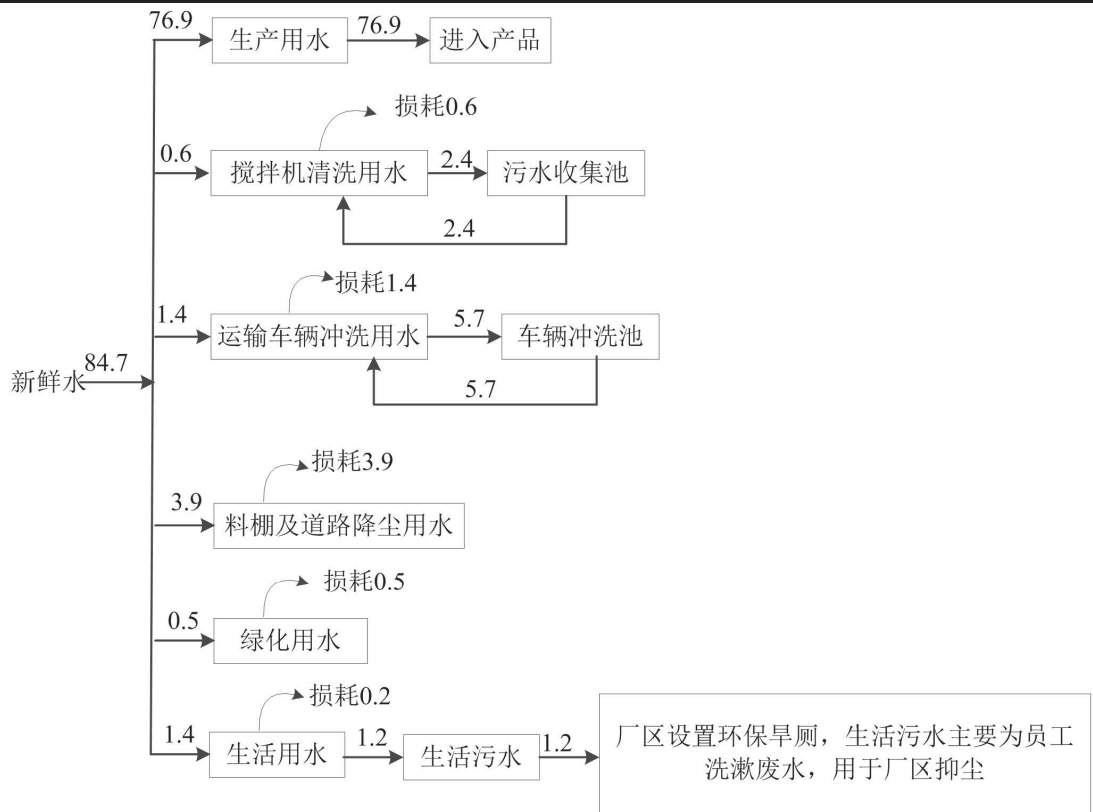 76.9
生产用水
76.9
进入产品
损耗0.6
0.6
搅拌机清洗用水
2.4
污水收集池
2.4
损耗1.4
1.4
运输车辆冲洗用水
5.7
车辆冲洗池
5.7
新鲜水
84.7
损耗3.9
3.9
料棚及道路降尘用水
损耗0.5
0.5
绿化用水
损耗0.2
1.4
生活用水
1.2
生活污水
1.2
厂区设置环保旱厕，生活污水主要为员工
洗漱废水，用于厂区抑尘